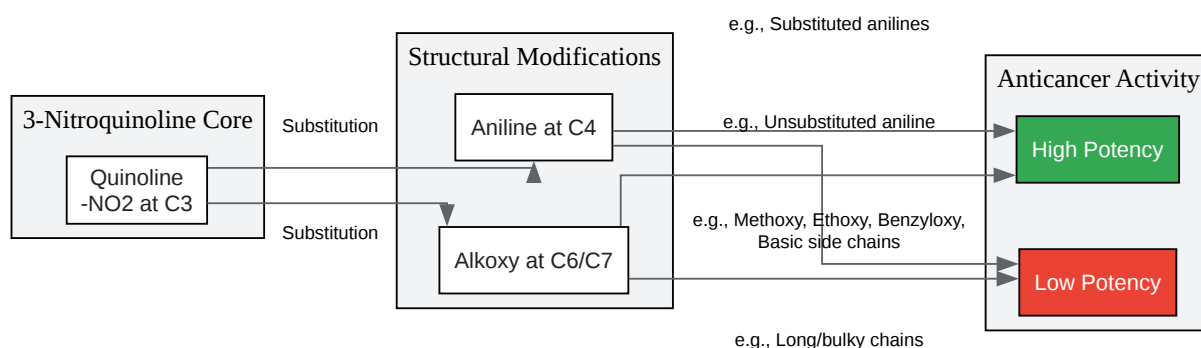 e.g., Substituted anilines
Structural Modifications
Anticancer Activity
3-Nitroquinoline Core
Substitution
Aniline at C4
e.g., Unsubstituted aniline
High Potency
Quinoline
-NO2 at C3
Substitution
e.g., Methoxy, Ethoxy, Benzyloxy,
Basic side chains
Alkoxy at C6/C7
Low Potency
e.g., Long/bulky chains